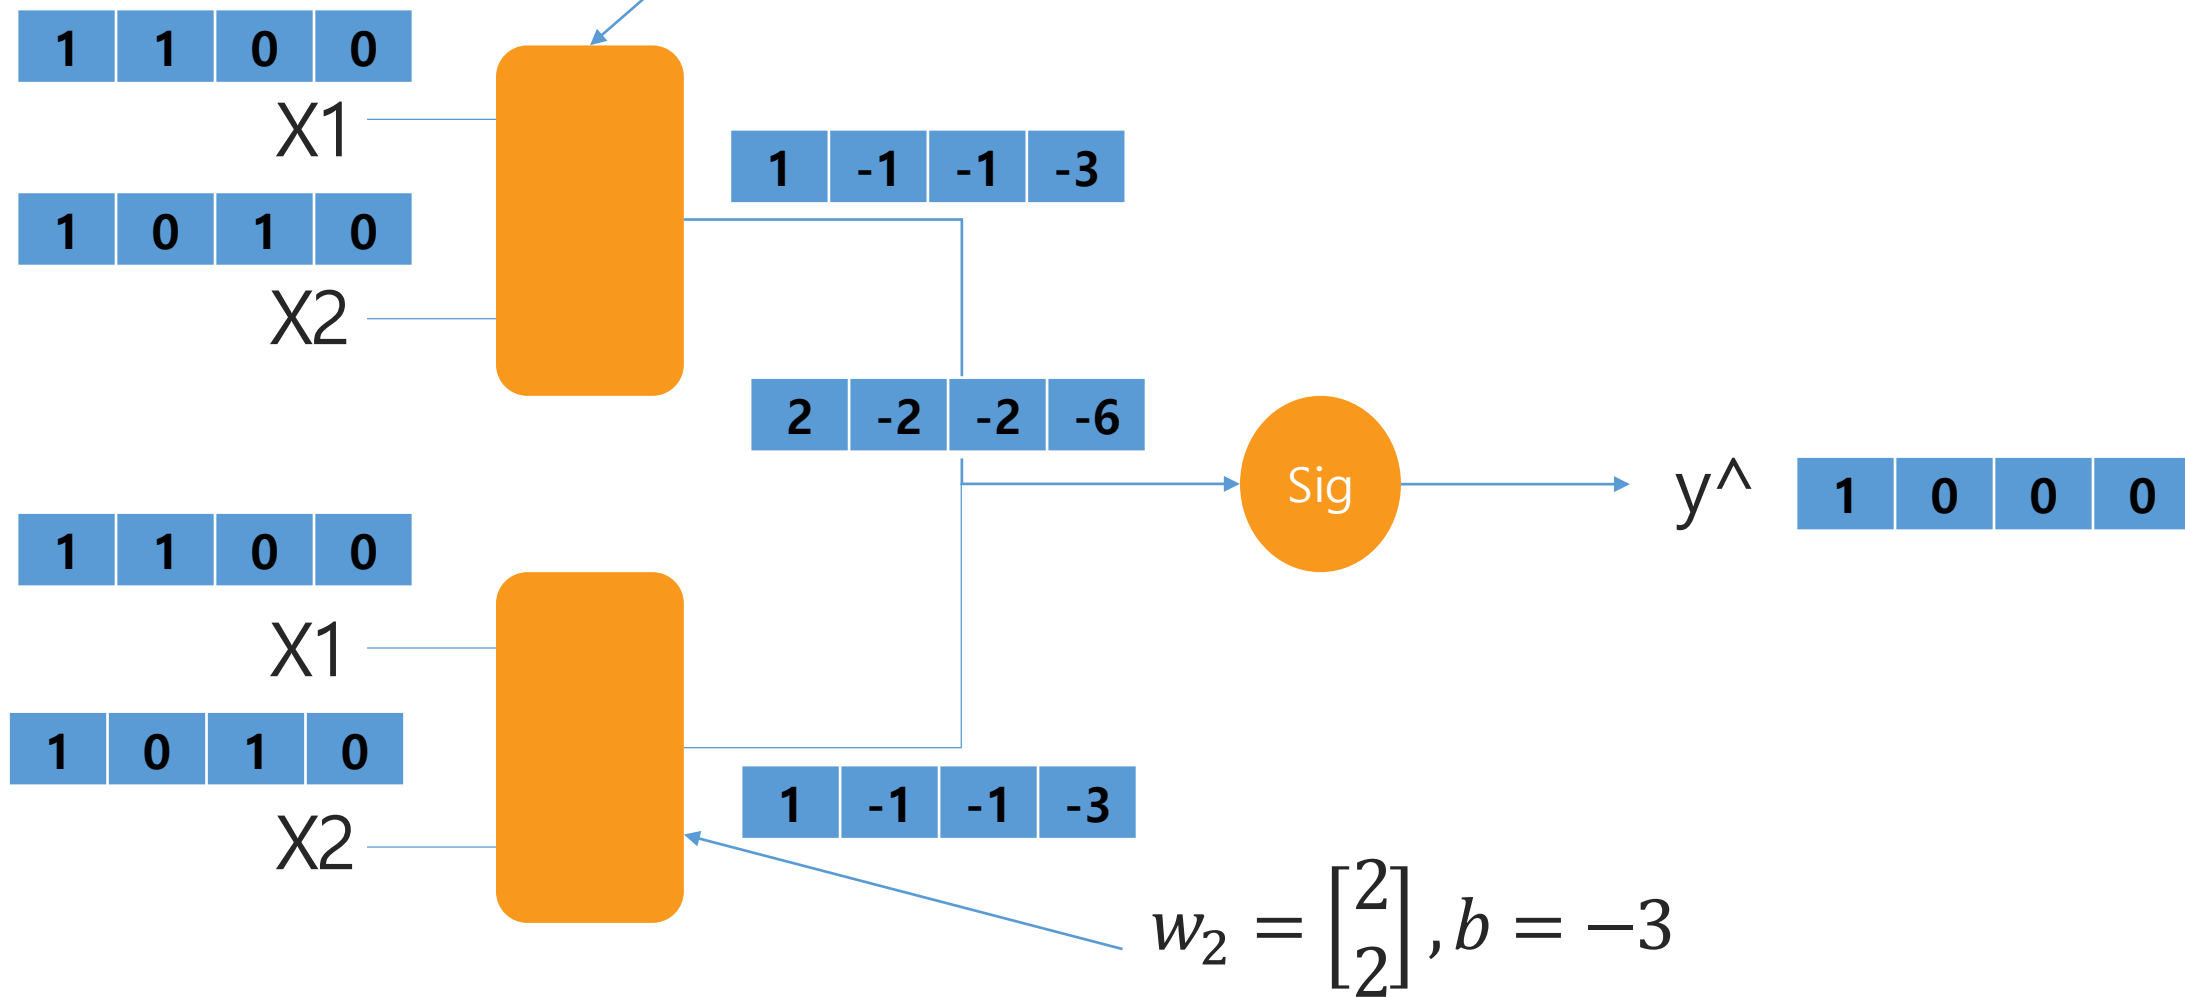 1 1 0 0
X1
1 -1 -1 -3
1 0 1 0
X2
2 -2 -2 -6
Sig
y^ 1 0 0 0
1 1 0 0
X1
1 0 1 0
1 -1 -1 -3
X2
w₂ = [2 2], b = −3